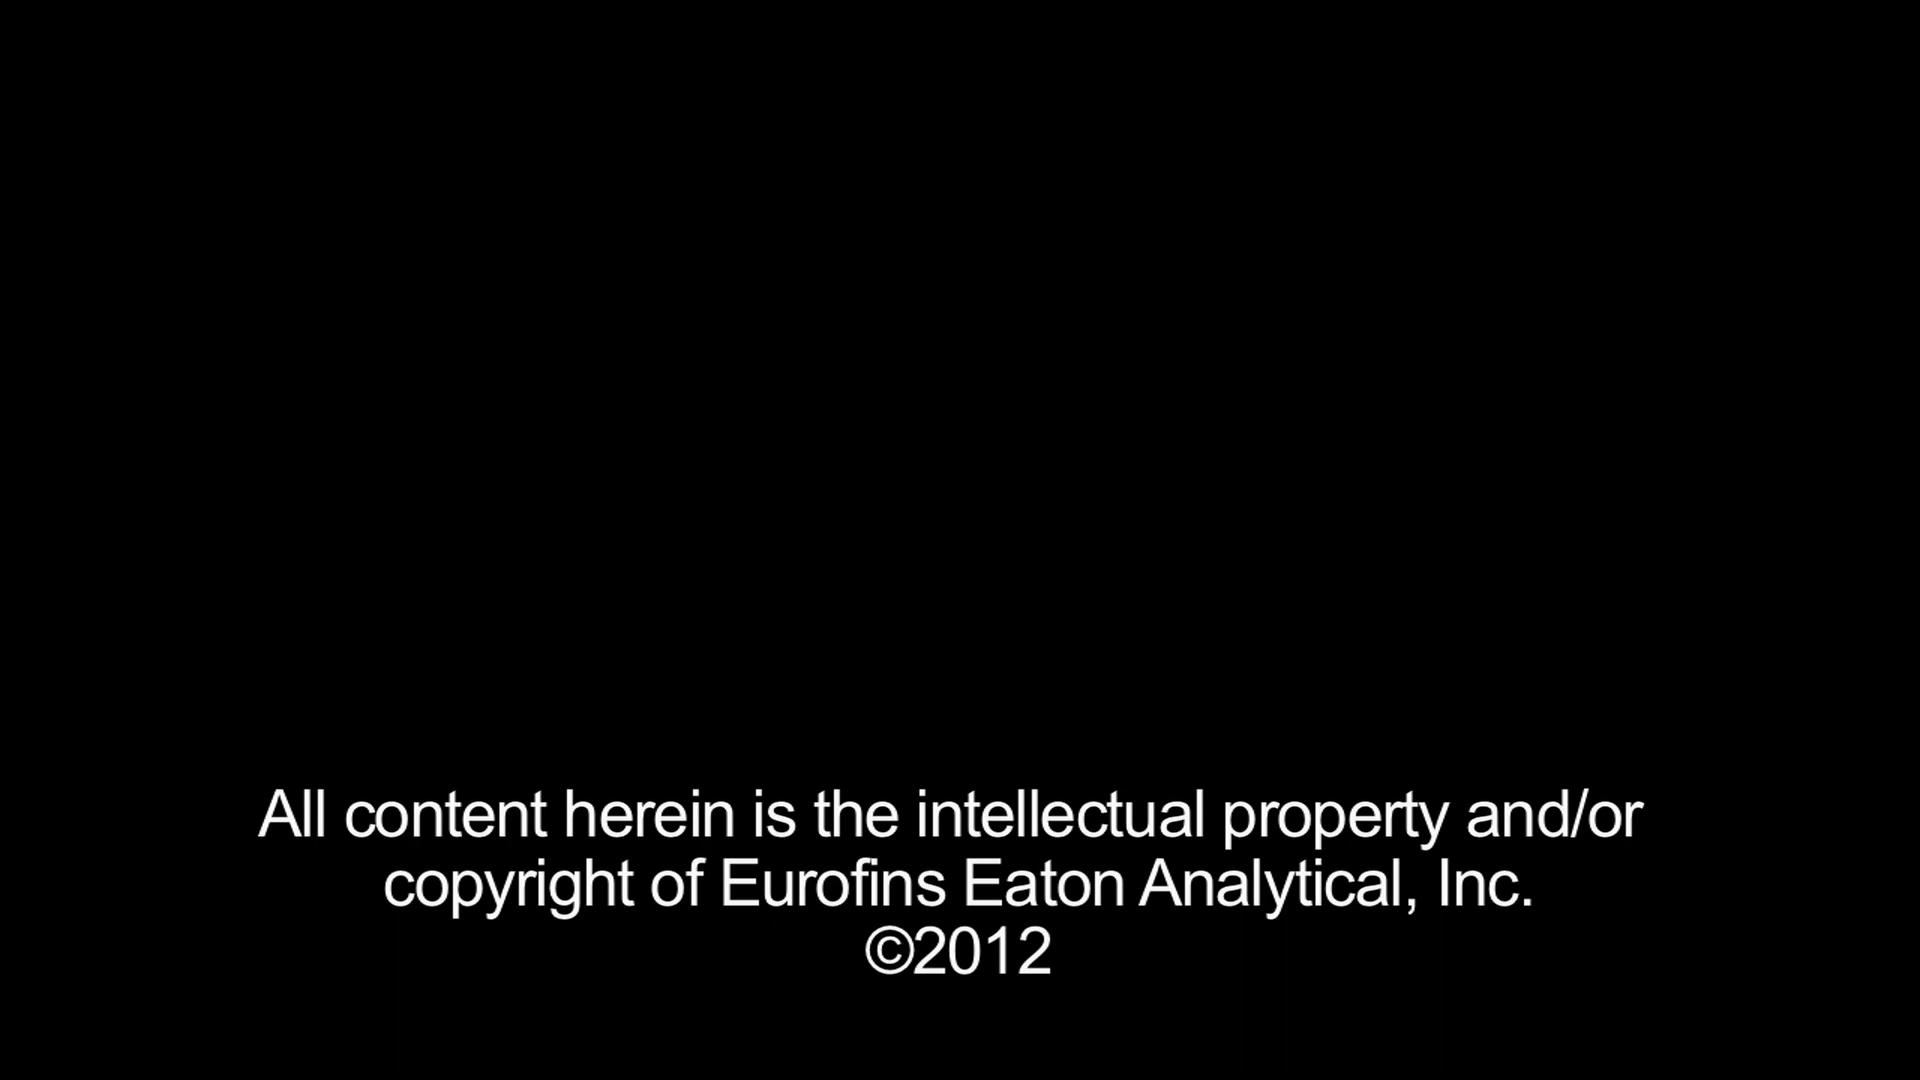 All content herein is the intellectual property and/or
copyright of Eurofins Eaton Analytical, Inc.
©2012